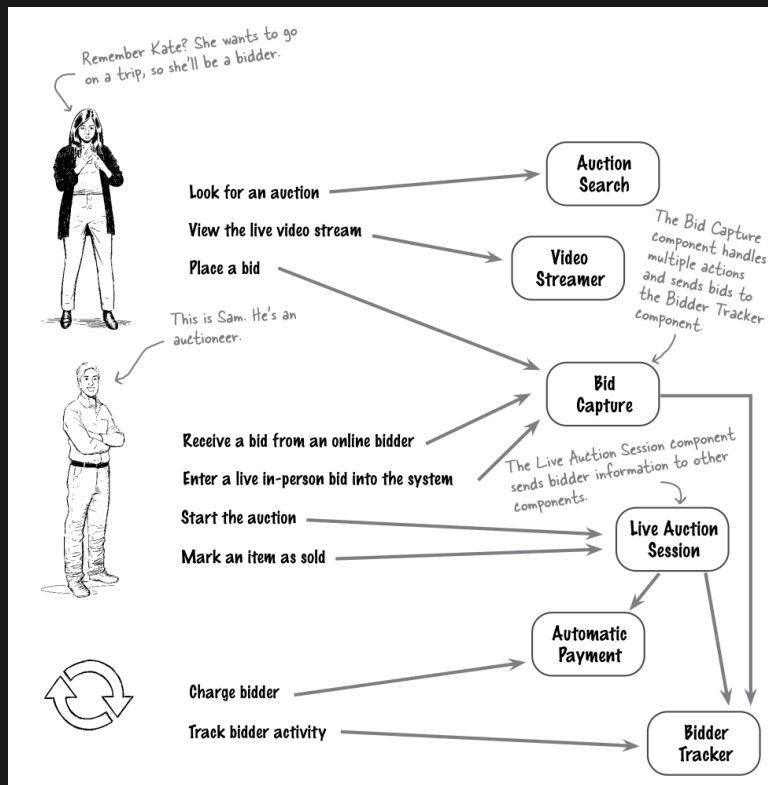 Remember Kate? She wants to go
on a trip, so she'll be a bidder.
Look for an auction
View the live video stream
Place a bid
Auction
Search
Video
Streamer
The Bid Capture
component handles
multiple actions
and sends bids to
the Bidder Tracker
component.
This is Sam. He's an
auctioneer.
Bid
Capture
Receive a bid from an online bidder
Enter a live in-person bid into the system
Start the auction
Mark an item as sold
The Live Auction Session component
sends bidder information to other
components.
Live Auction
Session
Automatic
Payment
Charge bidder
Track bidder activity
Bidder
Tracker